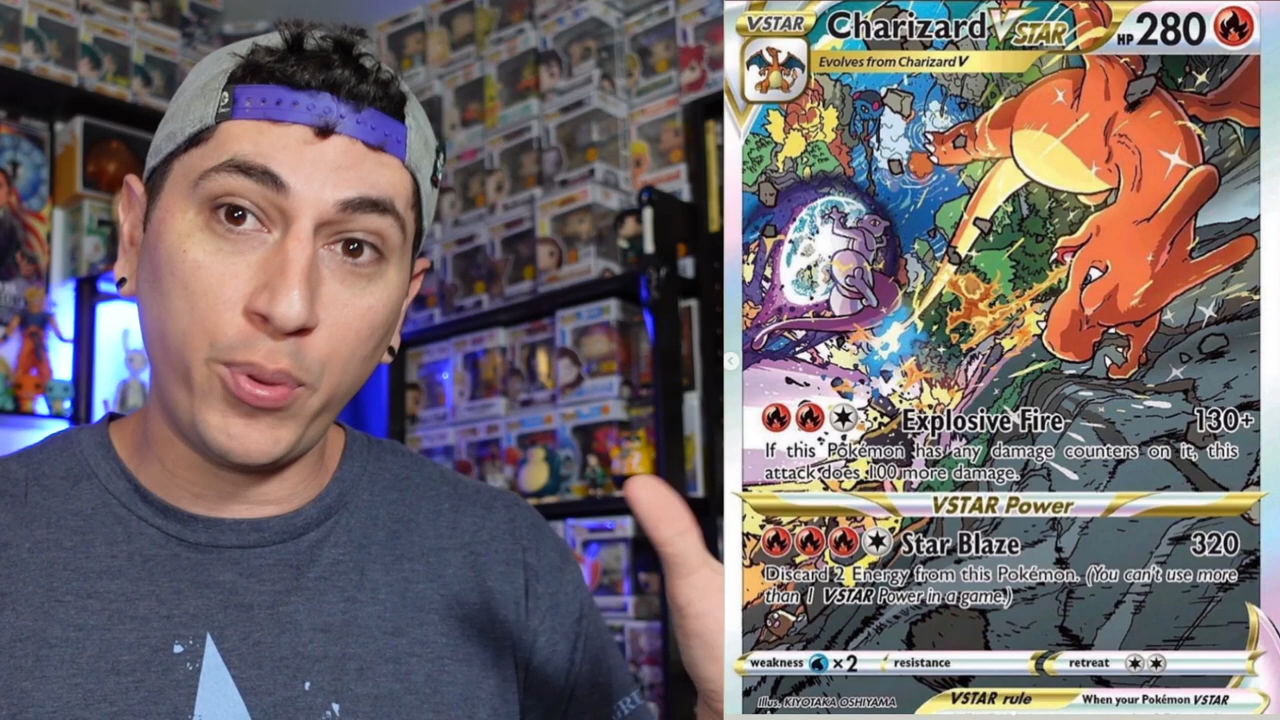 VSTAR Charizard VSTAR HP 280
Evolves from Charizard V
Explosive Fire 130+
If this Pokémon has any damage counters on it, this
attack does 100 more damage.
VSTAR Power
Star Blaze 320
Discard 2 Energy from this Pokémon. (You can't use more
than 1 VSTAR Power in a game.)
weakness ×2 resistance retreat
Illus. KIYOTAKA OSHIYAMA VSTAR rule When your Pokémon VSTAR